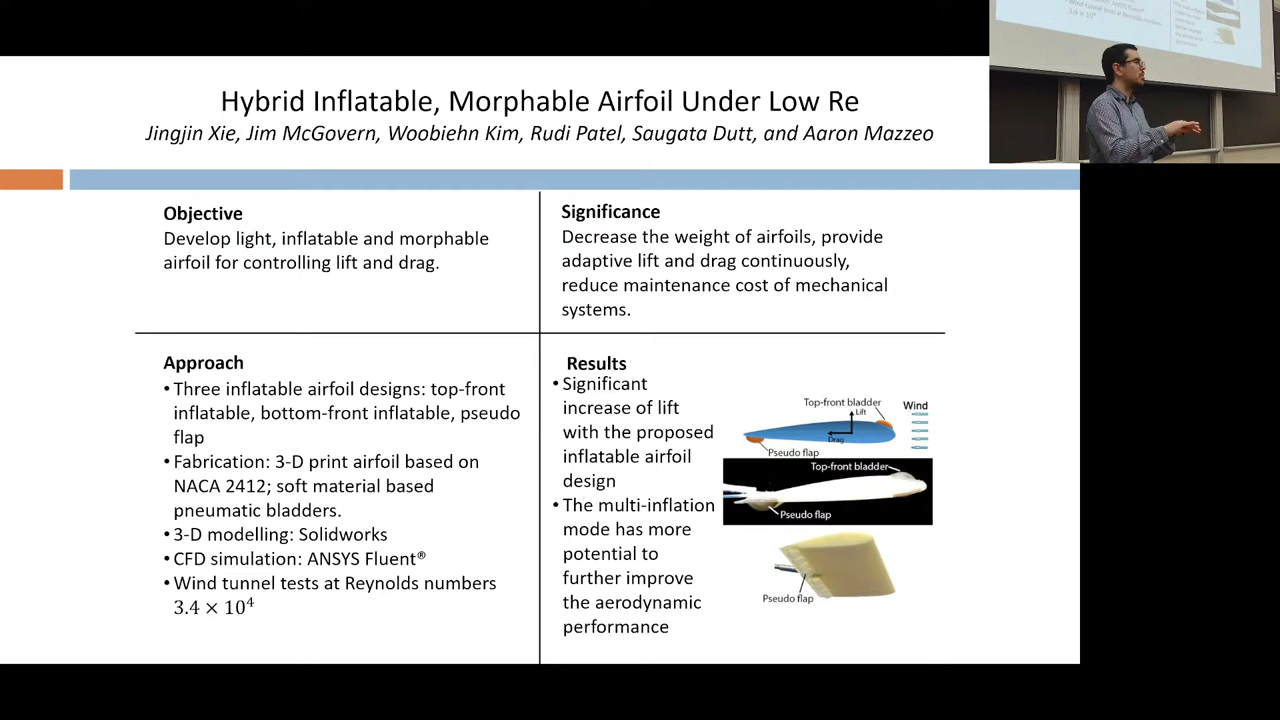 Hybrid Inflatable, Morphable Airfoil Under Low Re
Jingjin Xie, Jim McGovern, Woobiehn Kim, Rudi Patel, Saugata Dutt, and Aaron Mazzeo
Objective
Develop light, inflatable and morphable
airfoil for controlling lift and drag.
Significance
Decrease the weight of airfoils, provide
adaptive lift and drag continuously,
reduce maintenance cost of mechanical
systems.
Approach
• Three inflatable airfoil designs: top-front
inflatable, bottom-front inflatable, pseudo
flap
• Fabrication: 3-D print airfoil based on
NACA 2412; soft material based
pneumatic bladders.
• 3-D modelling: Solidworks
• CFD simulation: ANSYS Fluent®
• Wind tunnel tests at Reynolds numbers
3.4 × 10⁴
Results
• Significant
increase of lift
with the proposed
inflatable airfoil
design
• The multi-inflation
mode has more
potential to
further improve
the aerodynamic
performance
Top-front bladder
Wind
Lift
Drag
Pseudo flap
Top-front bladder
Pseudo flap
Pseudo flap